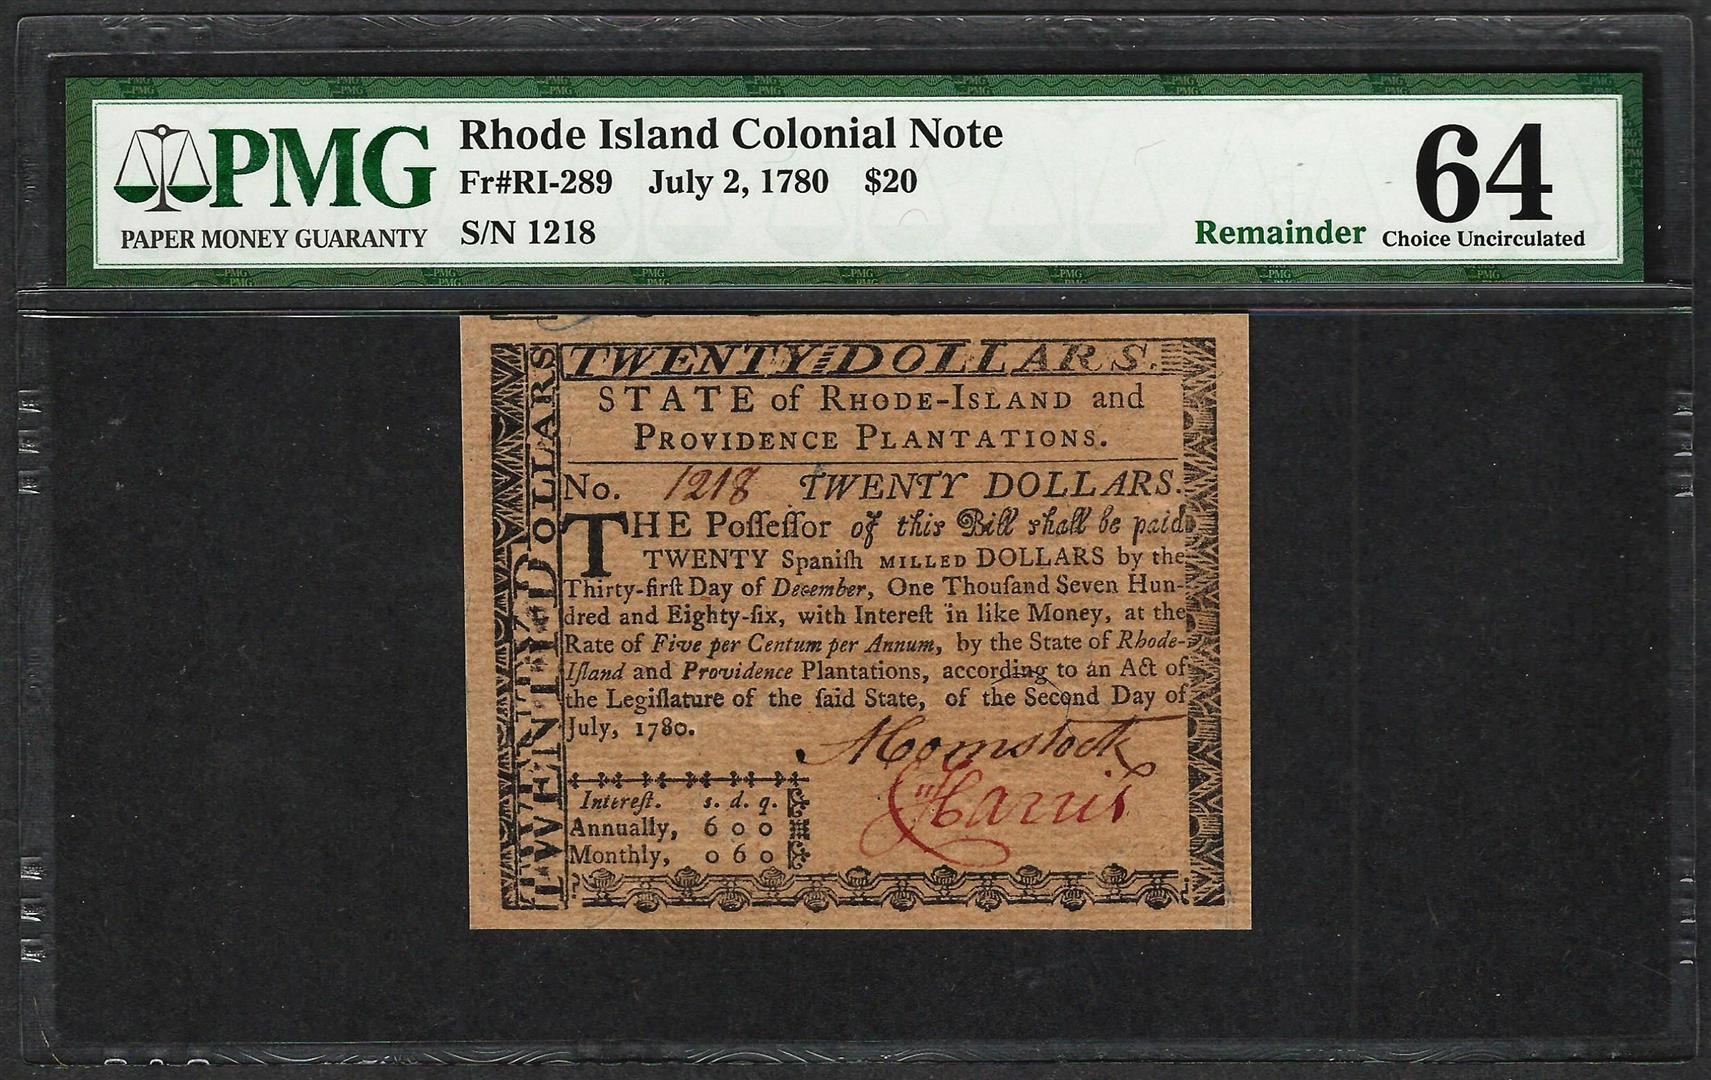 PMG
PAPER MONEY GUARANTY
Rhode Island Colonial Note
Fr#RI-289 July 2, 1780 $20
S/N 1218
Remainder
64
Choice Uncirculated
TWENTY DOLLARS.
TWENTY DOLLARS
STATE of RHODE-ISLAND and
PROVIDENCE PLANTATIONS.
No. 1218 TWENTY DOLLARS.
THE Poſſeſſor of this Bill shall be paid
TWENTY Spaniſh MILLED DOLLARS by the
Thirty-firſt Day of December, One Thouſand Seven Hun-
dred and Eighty-ſix, with Intereſt in like Money, at the
Rate of Five per Centum per Annum, by the State of Rhode-
Iſland and Providence Plantations, according to an Act of
the Legiſlature of the ſaid State, of the Second Day of
July, 1780.
AComstock
Harris
Intereſt. s. d. q.
Annually, 6 0 0
Monthly, 0 6 0